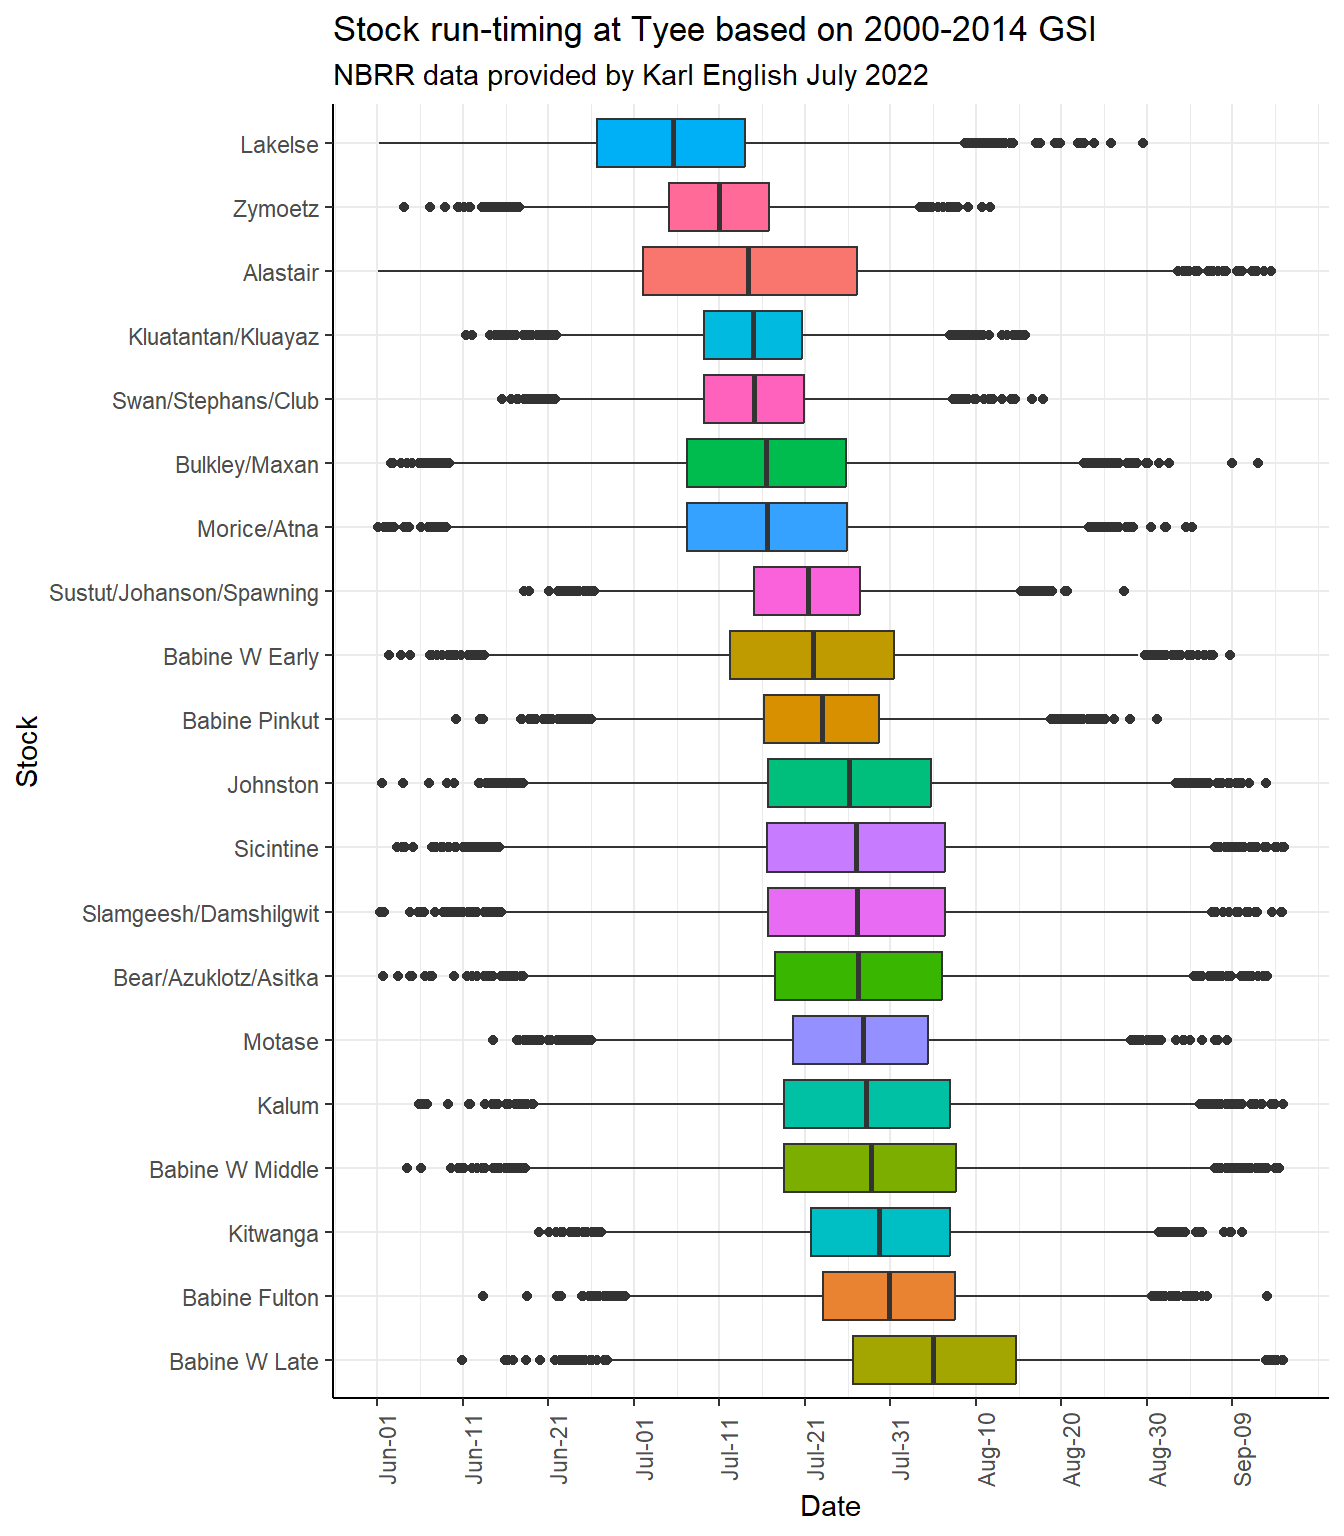 Stock run-timing at Tyee based on 2000-2014 GSI
NBRR data provided by Karl English July 2022
Stock
Lakelse
Zymoetz
Alastair
Kluatantan/Kluayaz
Swan/Stephans/Club
Bulkley/Maxan
Morice/Atna
Sustut/Johanson/Spawning
Babine W Early
Babine Pinkut
Johnston
Sicintine
Slamgeesh/Damshilgwit
Bear/Azuklotz/Asitka
Motase
Kalum
Babine W Middle
Kitwanga
Babine Fulton
Babine W Late
Jun-01
Jun-11
Jun-21
Jul-01
Jul-11
Jul-21
Jul-31
Aug-10
Aug-20
Aug-30
Sep-09
Date